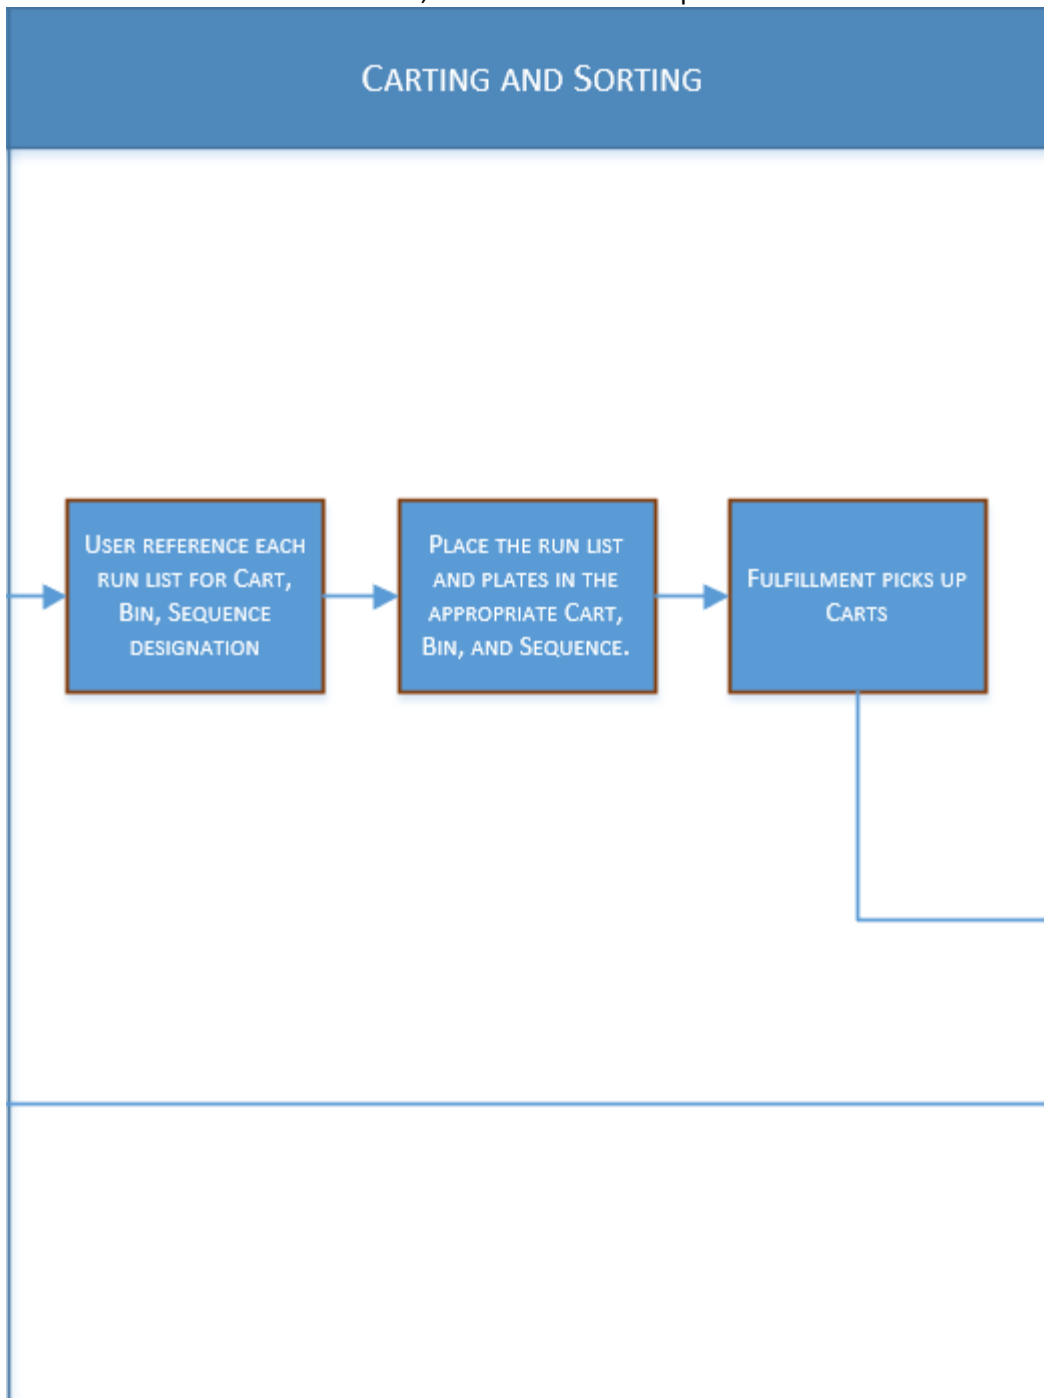 CARTING AND SORTING
USER REFERENCE EACH
RUN LIST FOR CART,
BIN, SEQUENCE
DESIGNATION
PLACE THE RUN LIST
AND PLATES IN THE
APPROPRIATE CART,
BIN, AND SEQUENCE.
FULFILLMENT PICKS UP
CARTS